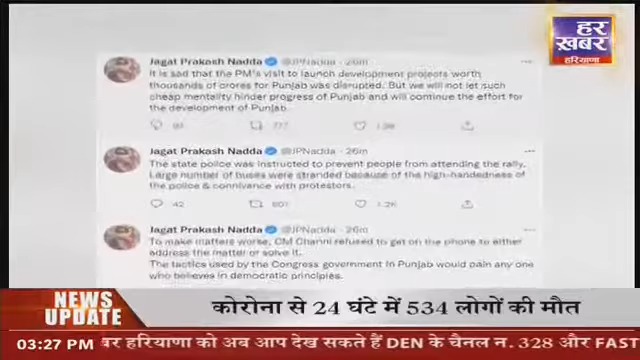 हर
ख़बर
हरियाणा
Jagat Prakash Nadda @JPNadda · 26m
It is sad that the PM's visit to launch development projects worth
thousands of crores for Punjab was disrupted. But we will not let such
cheap mentality hinder progress of Punjab and will continue the effort for
the development of Punjab.
777
Jagat Prakash Nadda @JPNadda · 26m
The state police was instructed to prevent people from attending the rally.
Large number of buses were stranded because of the high-handedness of
the police & connivance with protestors.
42 601 1.2K
Jagat Prakash Nadda @JPNadda · 26m
To make matters worse, CM Channi refused to get on the phone to either
address the matter or solve it.
The tactics used by the Congress government in Punjab would pain any one
who believes in democratic principles.
NEWS
UPDATE
कोरोना से 24 घंटे में 534 लोगों की मौत
03:27 PM
बर हरियाणा को अब आप देख सकते हैं DEN के चैनल न. 328 और FAST